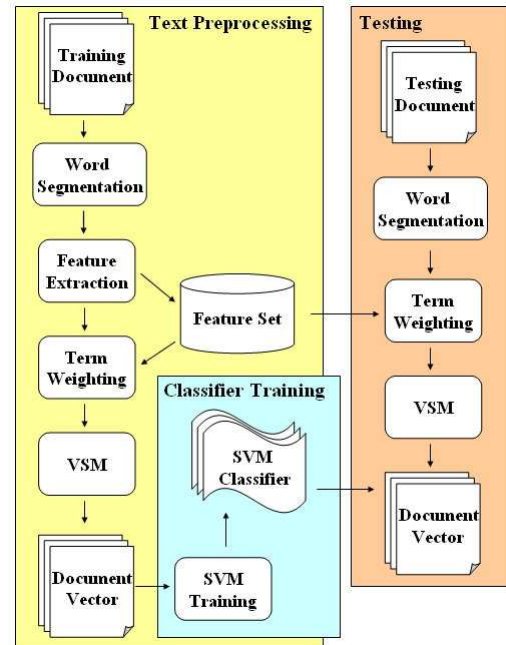 Text Preprocessing
Training
Document
Word
Segmentation
Feature
Extraction
Feature Set
Term
Weighting
VSM
Document
Vector
Classifier Training
SVM
Classifier
SVM
Training
Testing
Testing
Document
Word
Segmentation
Term
Weighting
VSM
Document
Vector